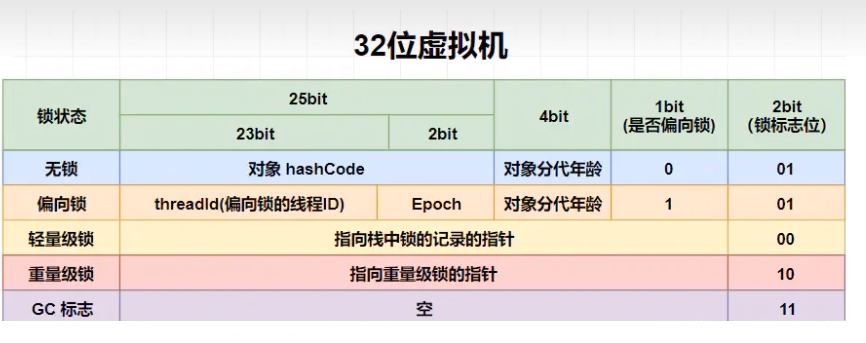 32位虚拟机
锁状态
25bit
23bit
2bit
4bit
1bit
(是否偏向锁)
2bit
（锁标志位）
无锁
对象 hashCode
对象分代年龄
0
01
偏向锁
threadId(偏向锁的线程ID)
Epoch
对象分代年龄
1
01
轻量级锁
指向栈中锁的记录的指针
00
重量级锁
指向重量级锁的指针
10
GC 标志
空
11